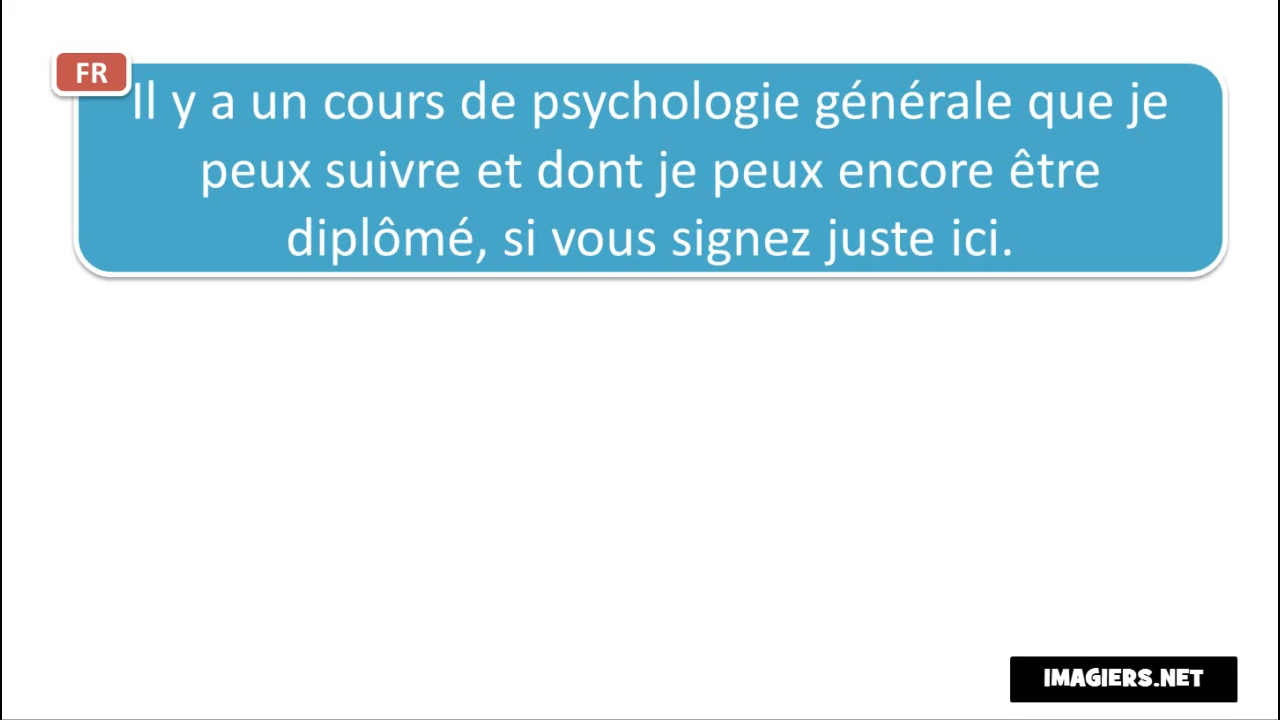 FR
Il y a un cours de psychologie générale que je
peux suivre et dont je peux encore être
diplômé, si vous signez juste ici.
IMAGIERS.NET